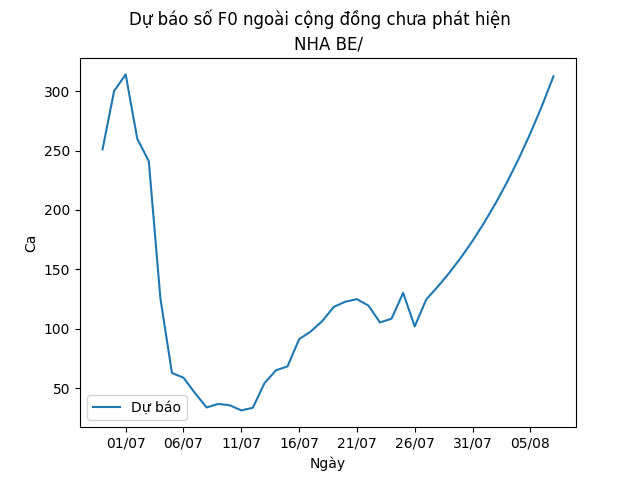 Dự báo số F0 ngoài cộng đồng chưa phát hiện
NHA BE/
300
250
200
150
100
50
Ca
Dự báo
01/07 06/07 11/07 16/07 21/07 26/07 31/07 05/08
Ngày